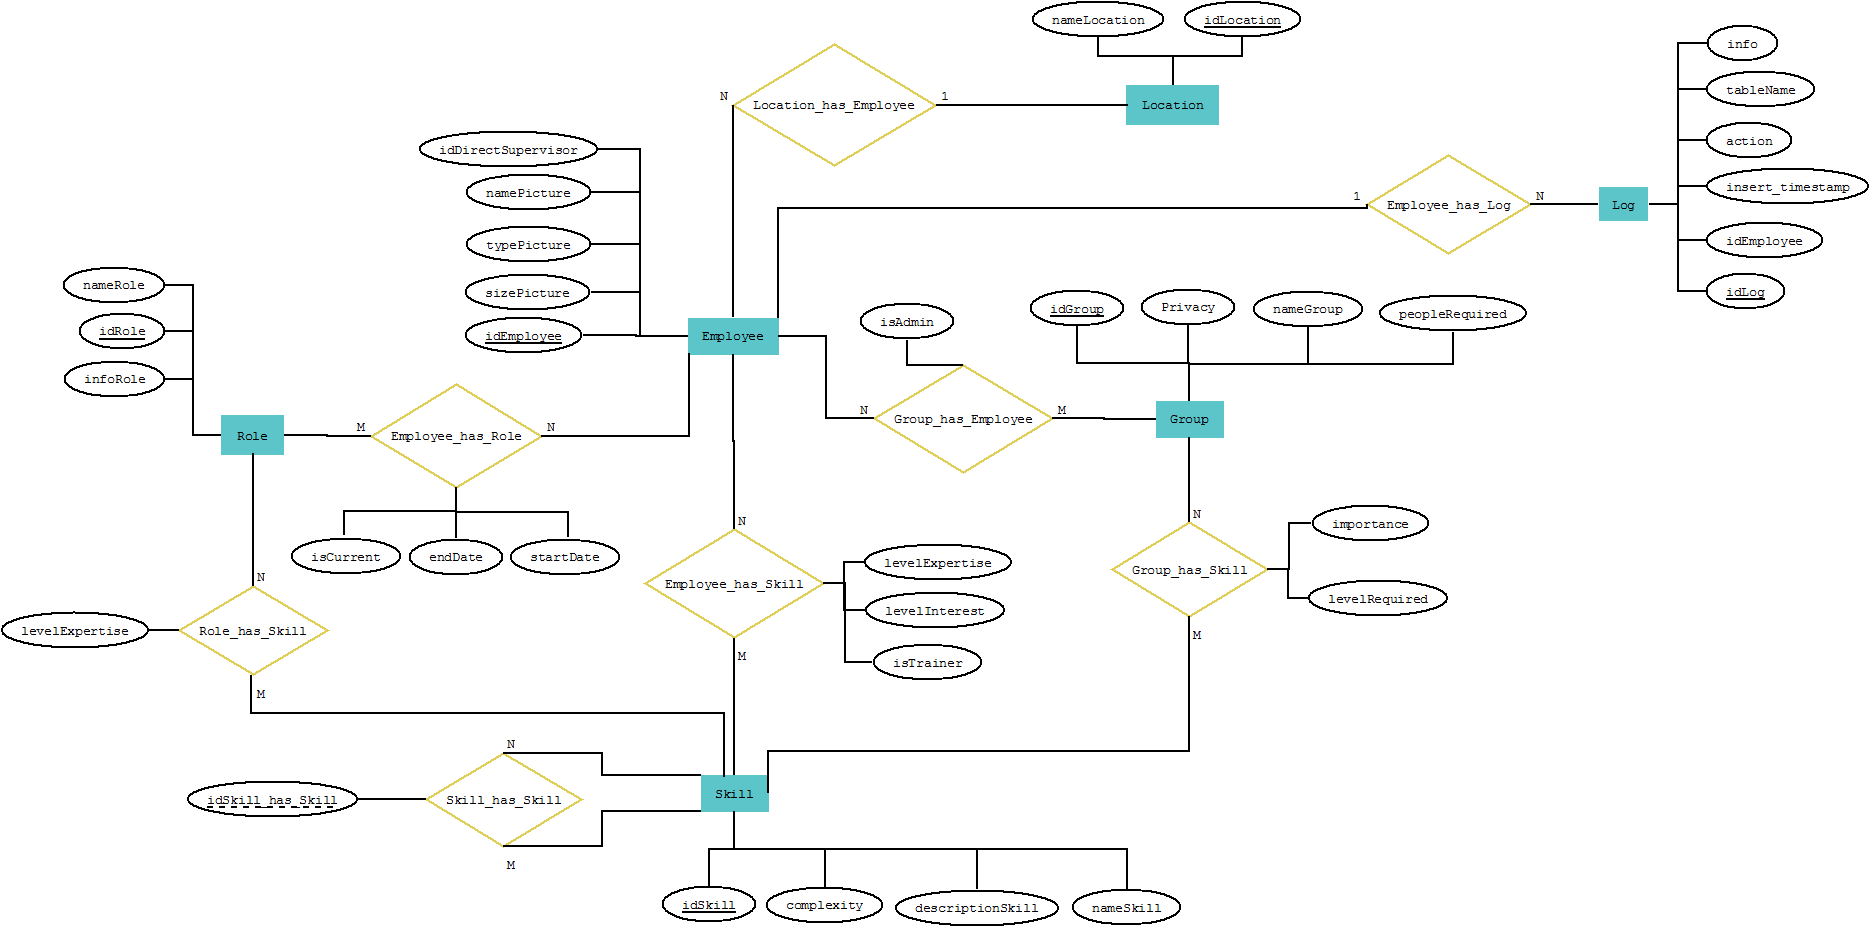 nameLocation
idLocation
info
tableName
action
insert_timestamp
idEmployee
idLog
N
Location_has_Employee
1
Location
idDirectSupervisor
namePicture
typePicture
sizePicture
idEmployee
1
Employee_has_Log
N
Log
nameRole
idRole
infoRole
Employee
isAdmin
idGroup
Privacy
nameGroup
peopleRequired
Role
M
Employee_has_Role
N
N
Group_has_Employee
M
Group
isCurrent
endDate
startDate
N
Employee_has_Skill
M
levelExpertise
levelInterest
isTrainer
N
Group_has_Skill
M
importance
levelRequired
N
levelExpertise
Role_has_Skill
M
N
idSkill_has_Skill
Skill_has_Skill
M
Skill
idSkill
complexity
descriptionSkill
nameSkill